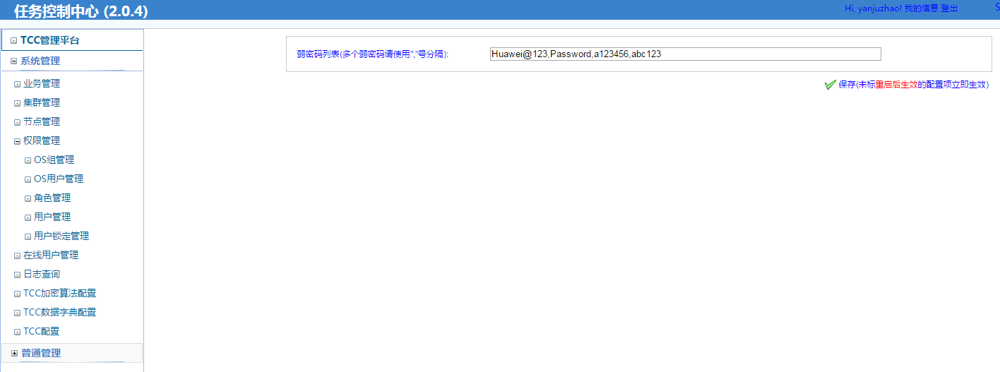 任务控制中心 (2.0.4)
Hi, yanjuzhao! 我的信息 登出
S
TCC管理平台
系统管理
业务管理
集群管理
节点管理
权限管理
OS组管理
OS用户管理
角色管理
用户管理
用户锁定管理
在线用户管理
日志查询
TCC加密算法配置
TCC数据字典配置
TCC配置
普通管理
弱密码列表(多个弱密码请使用","号分隔):
Huawei@123,Password,a123456,abc123
保存(未标重启后生效的配置项立即生效)